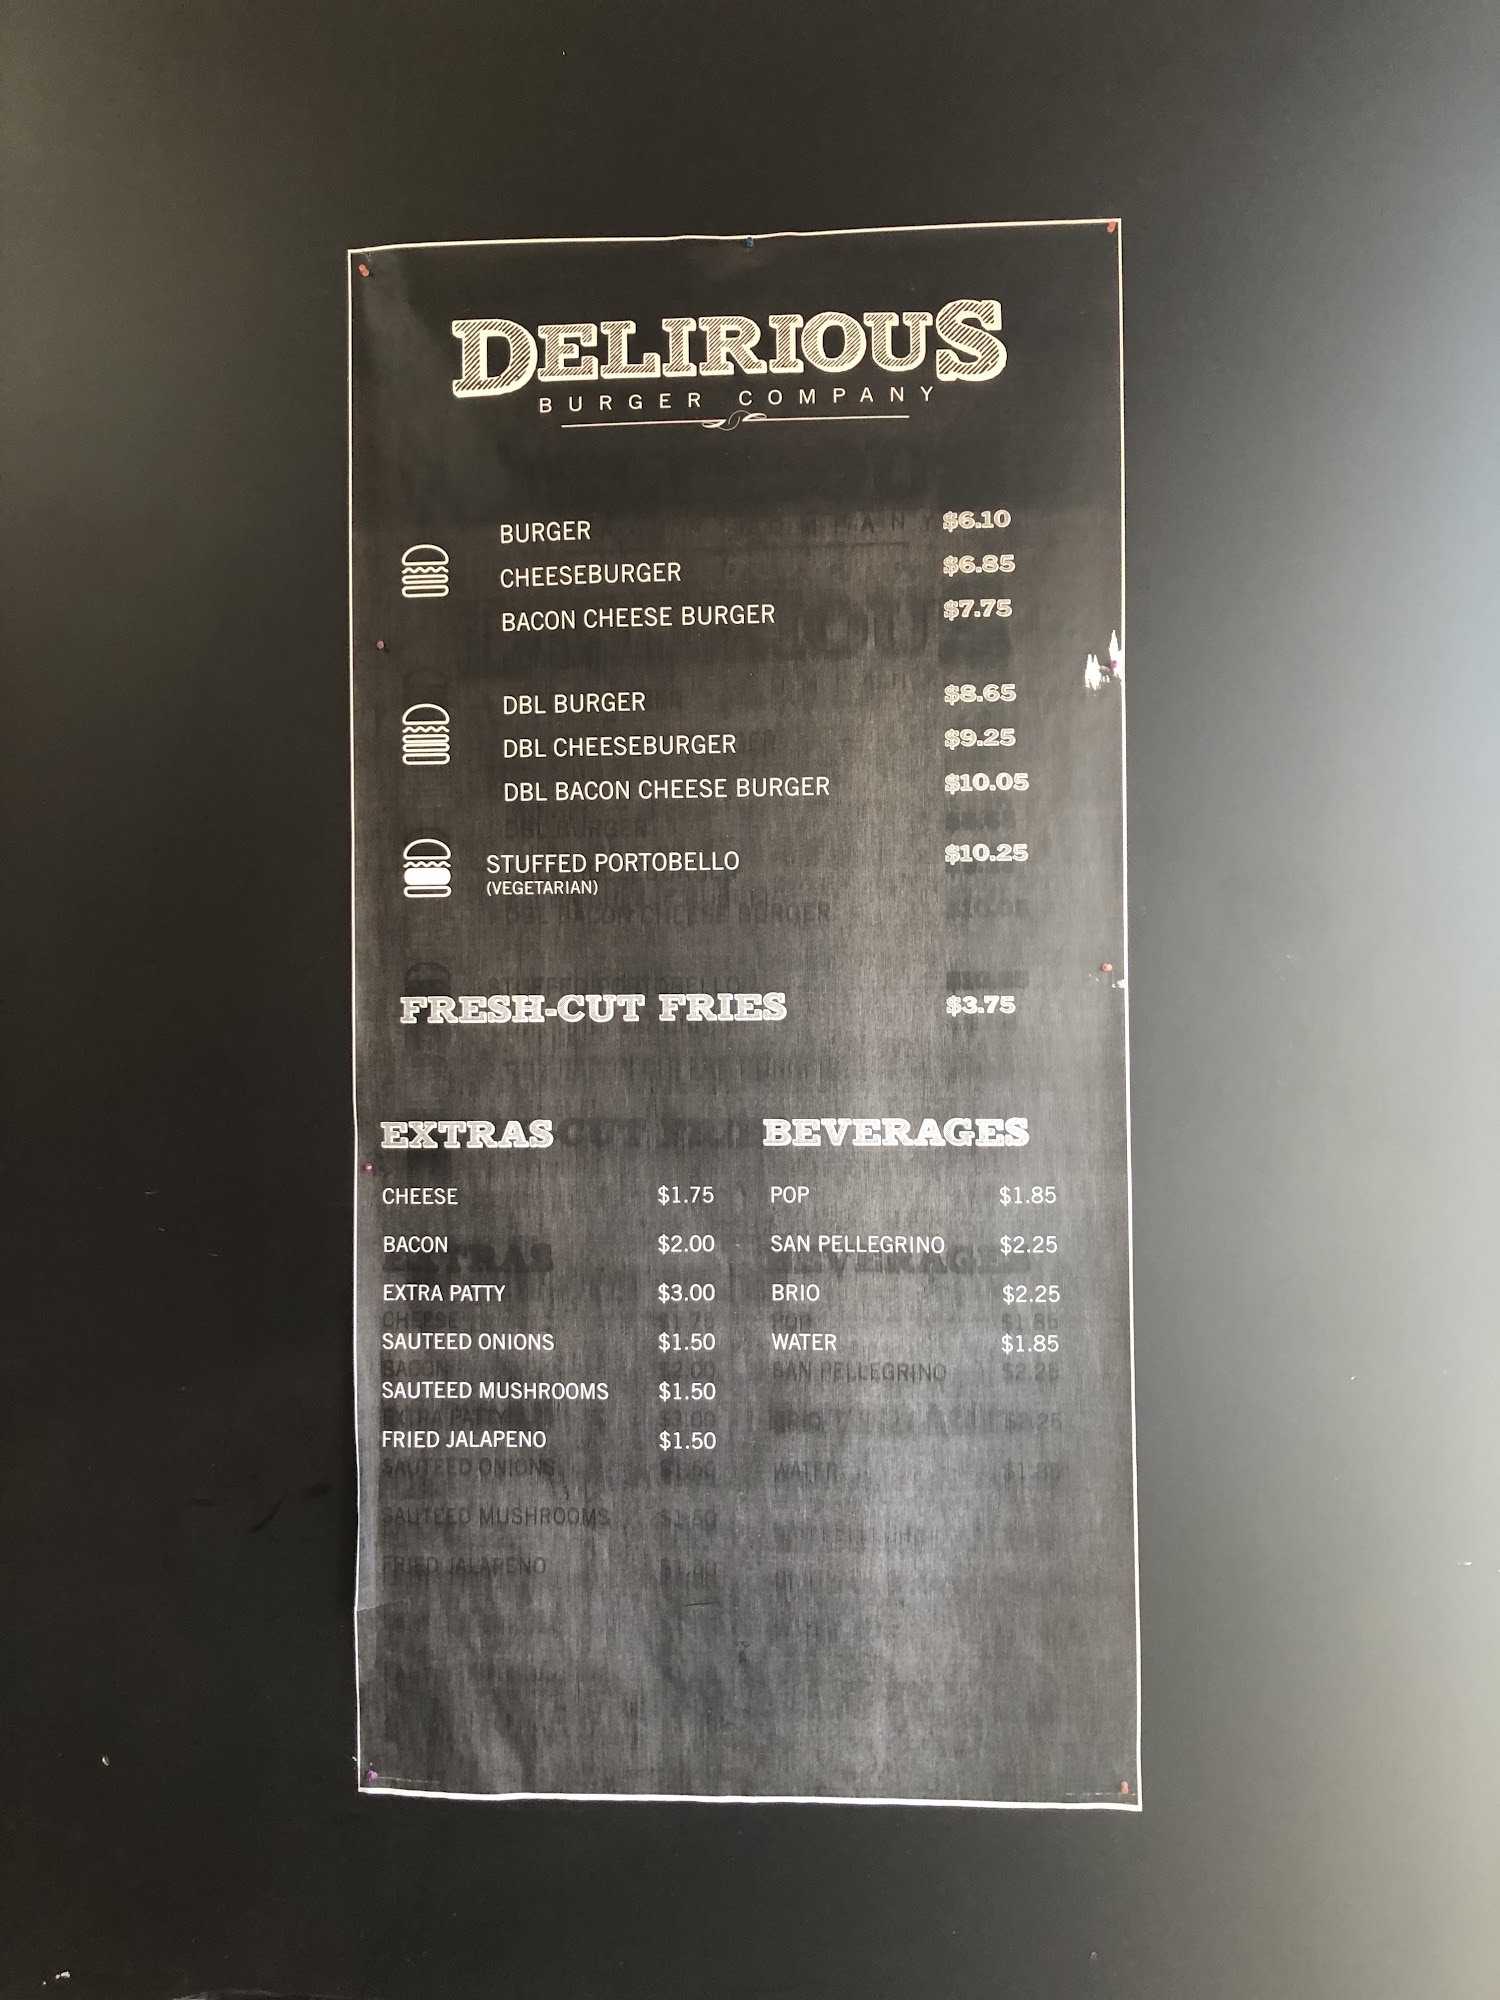 DELIRIOUS
BURGER COMPANY
BURGER $6.10
CHEESEBURGER $6.85
BACON CHEESE BURGER $7.75
DBL BURGER $8.65
DBL CHEESEBURGER $9.25
DBL BACON CHEESE BURGER $10.05
STUFFED PORTOBELLO $10.25
(VEGETARIAN)
FRESH-CUT FRIES $3.75
EXTRAS
CHEESE $1.75
BACON $2.00
EXTRA PATTY $3.00
SAUTEED ONIONS $1.50
SAUTEED MUSHROOMS $1.50
FRIED JALAPENO $1.50
BEVERAGES
POP $1.85
SAN PELLEGRINO $2.25
BRIO $2.25
WATER $1.85